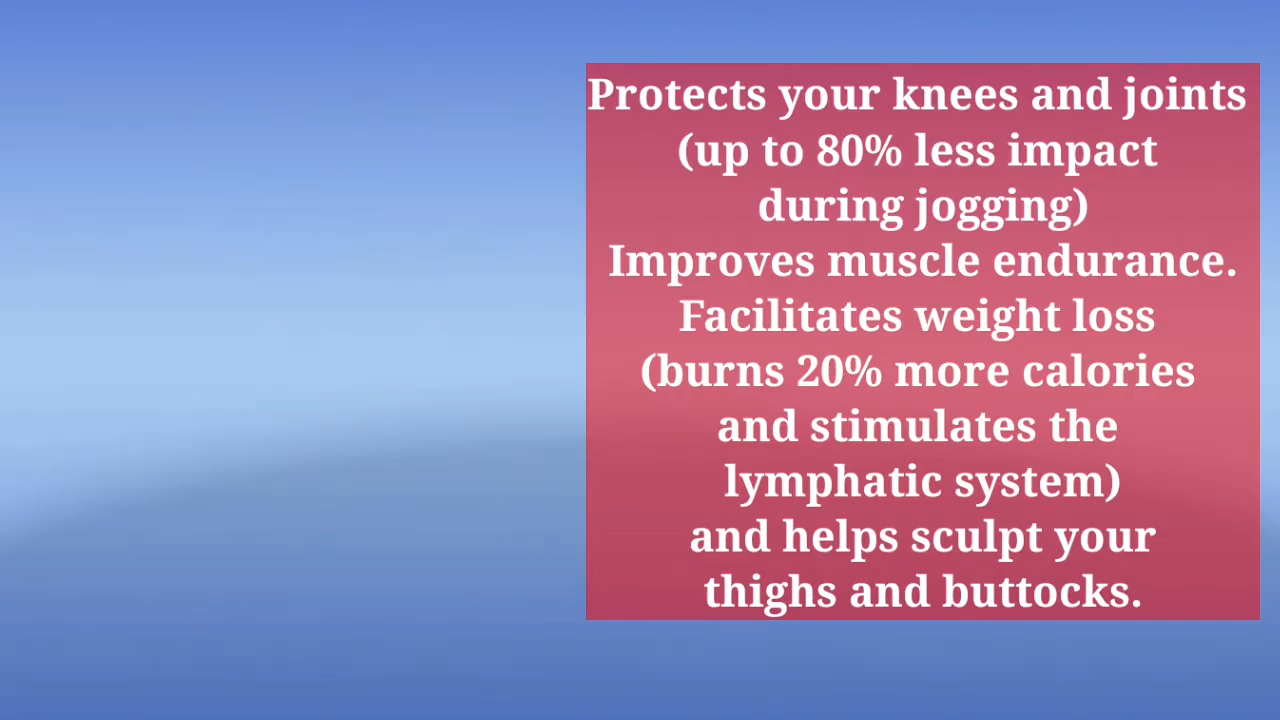 Protects your knees and joints
(up to 80% less impact
during jogging)
Improves muscle endurance.
Facilitates weight loss
(burns 20% more calories
and stimulates the
lymphatic system)
and helps sculpt your
thighs and buttocks.